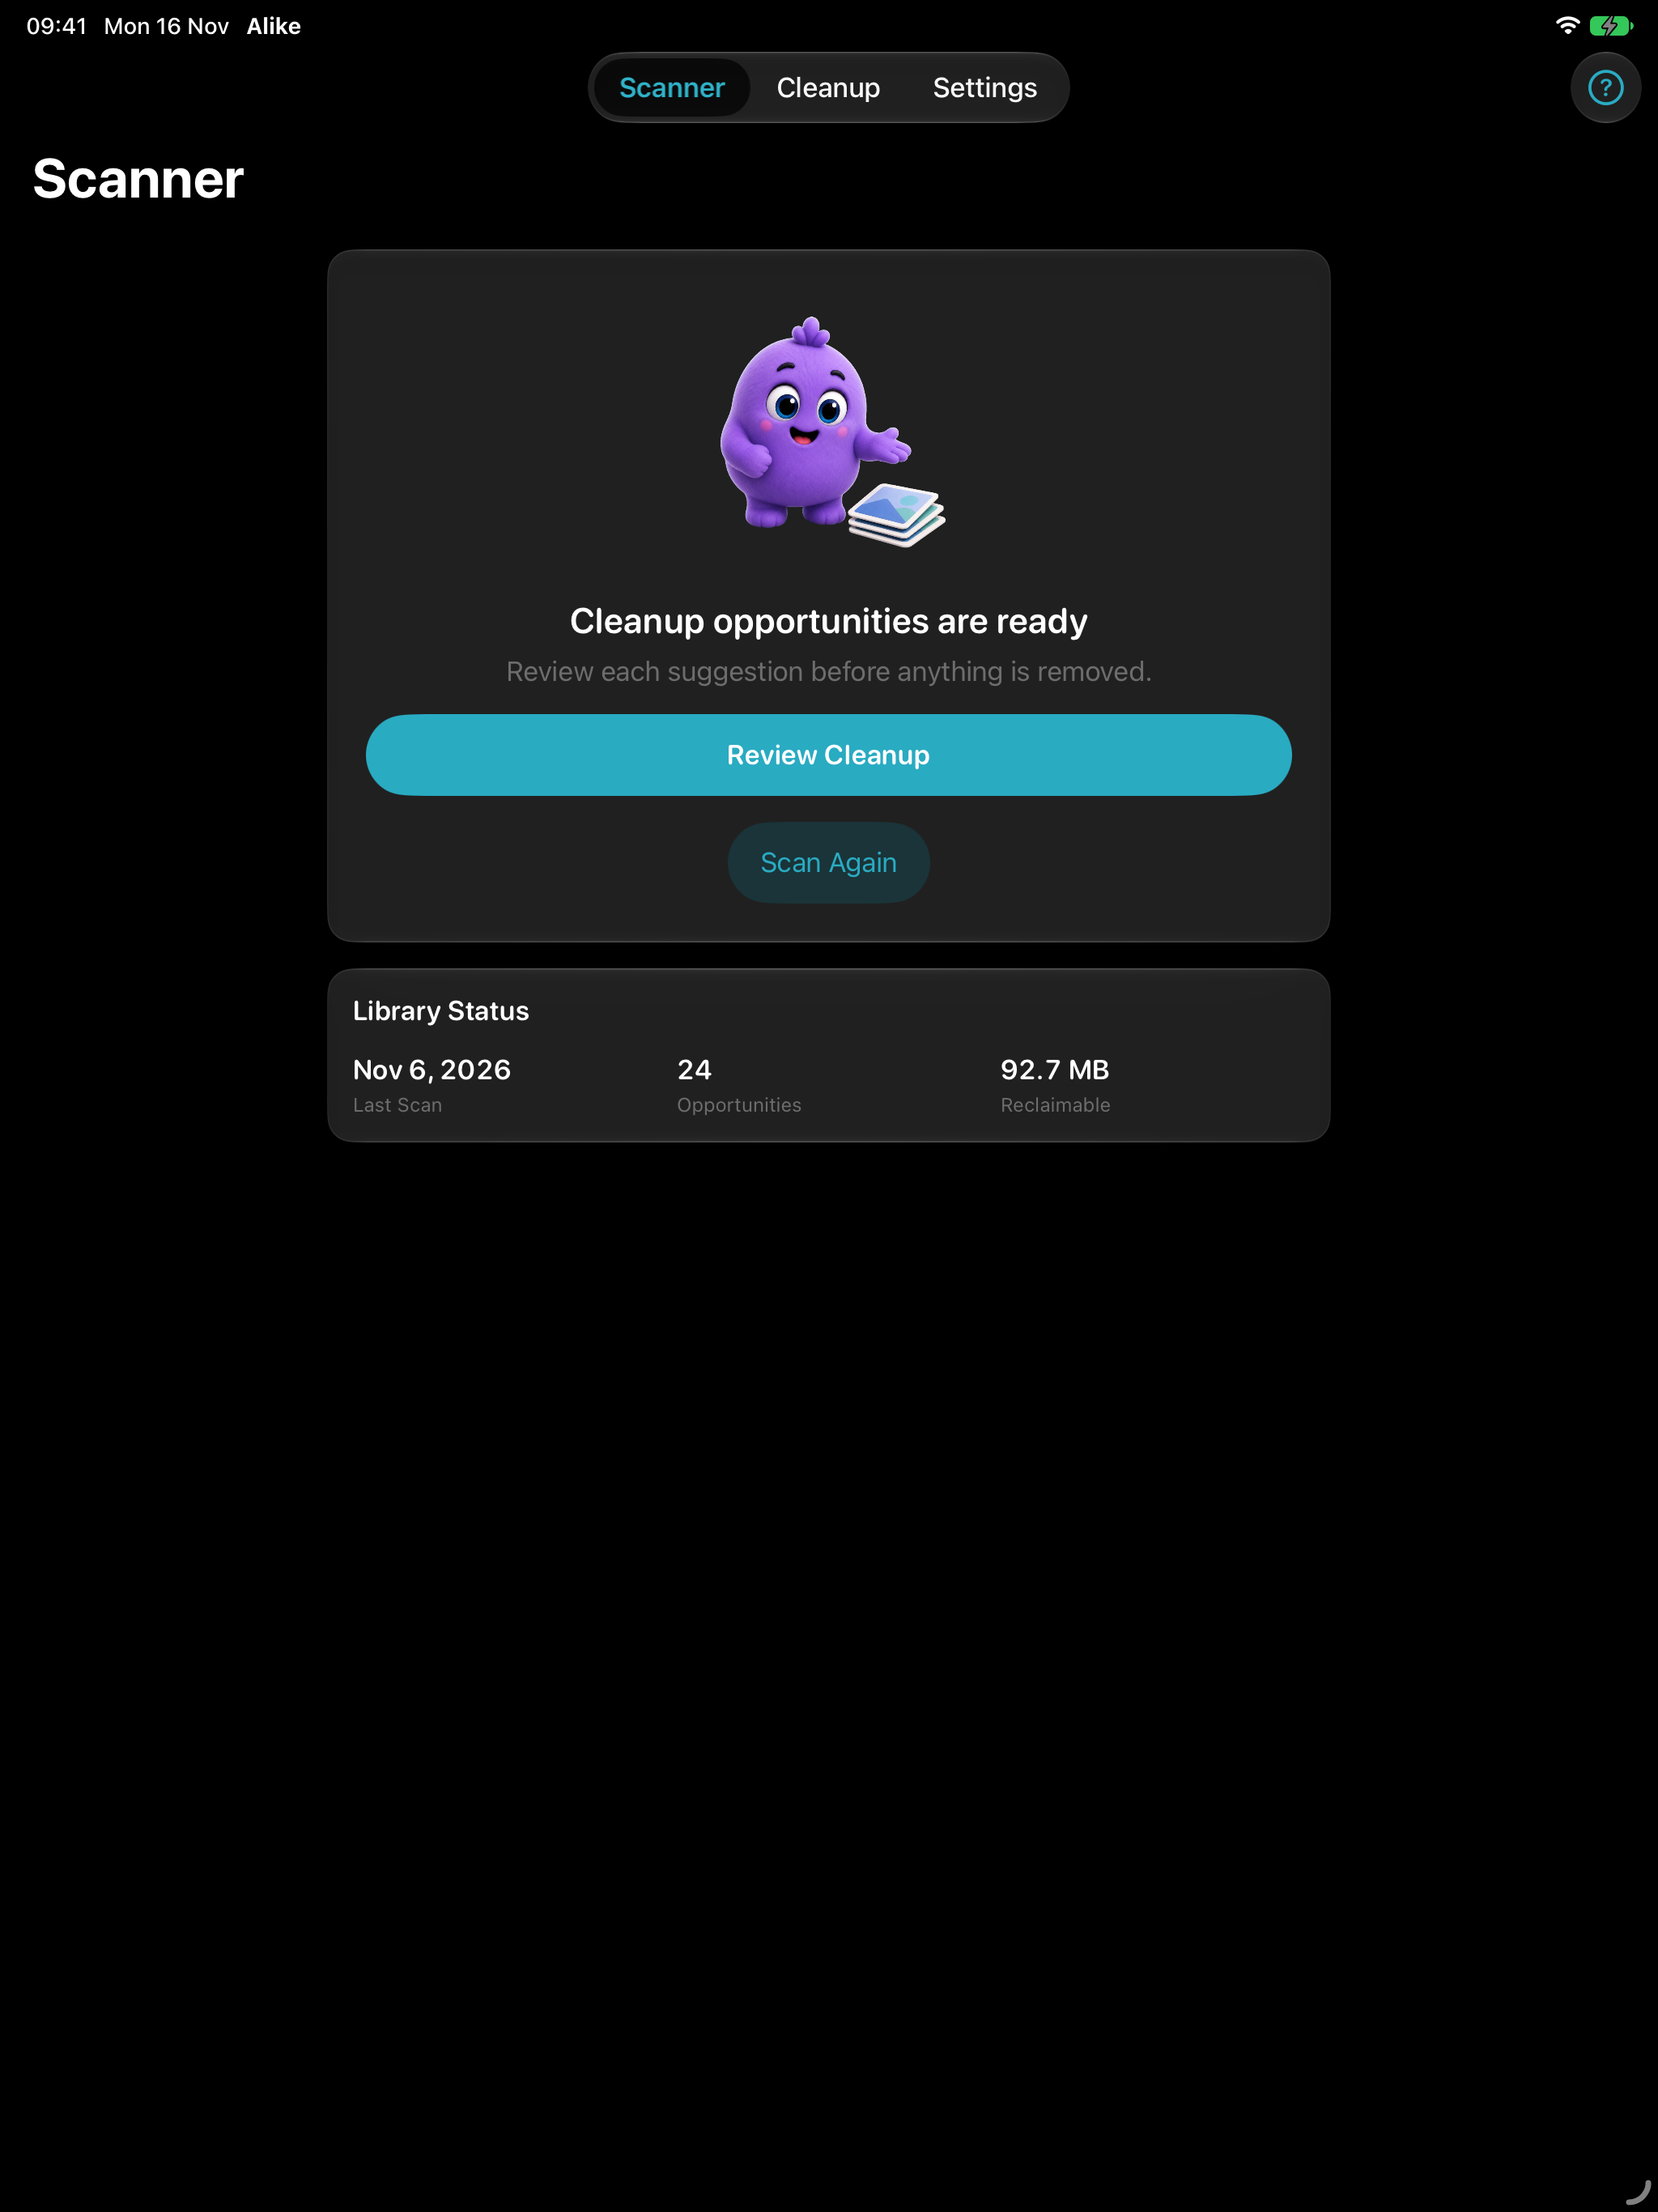 09:41 Mon 16 Nov Alike
Scanner Cleanup Settings
?
Scanner
Cleanup opportunities are ready
Review each suggestion before anything is removed.
Review Cleanup
Scan Again
Library Status
Nov 6, 2026 24 92.7 MB
Last Scan Opportunities Reclaimable